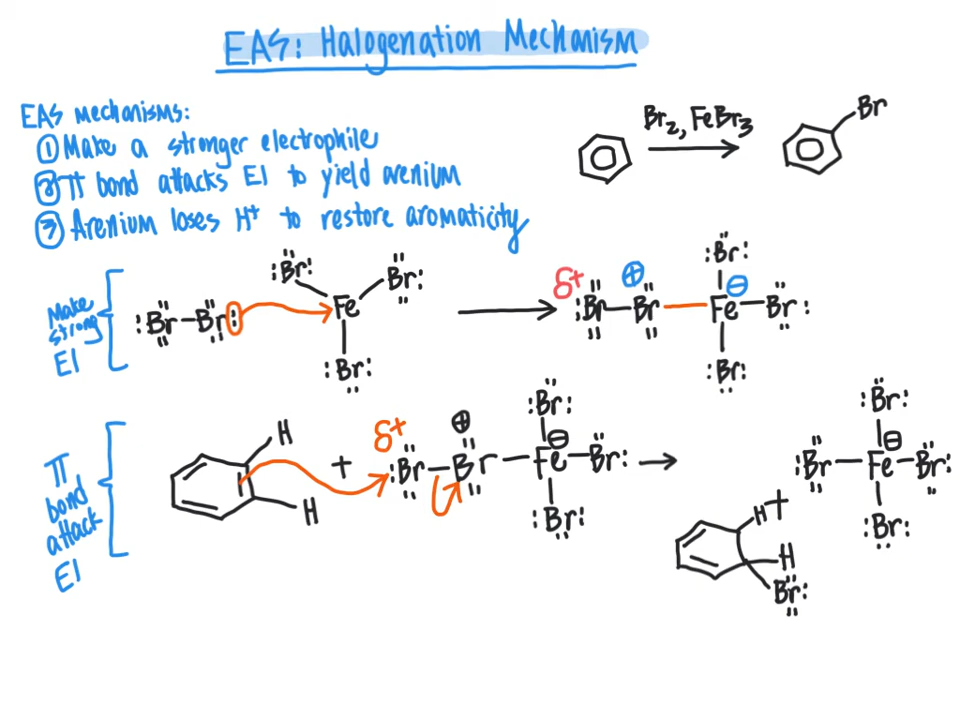 EAS: Halogenation Mechanism
EAS mechanisms:
① Make a stronger electrophile
② π bond attacks El to yield arenium
③ Arenium loses H⁺ to restore aromaticity
Br₂, FeBr₃
Br
Make strong El
:Br–Br: Fe Br: :Br: :Br:
δ+ :Br–Br–Fe–Br: ⊕ ⊖ :Br: :Br:
π bond attack El
H H + δ+ :Br–Br–Fe–Br: ⊕ ⊖ :Br: :Br:
H + H Br:
:Br–Fe–Br: ⊖ :Br: :Br: